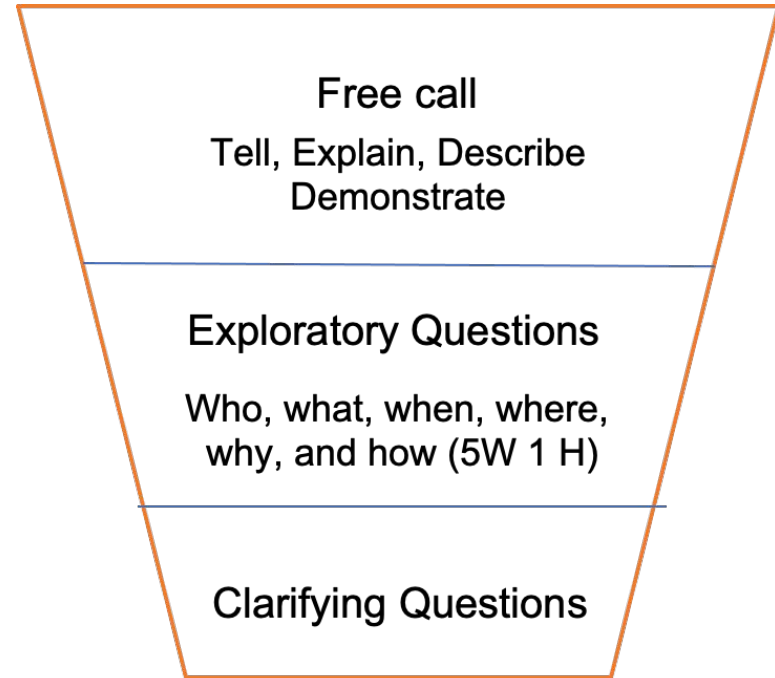 Free call
Tell, Explain, Describe
Demonstrate
Exploratory Questions
Who, what, when, where,
why, and how (5W 1 H)
Clarifying Questions